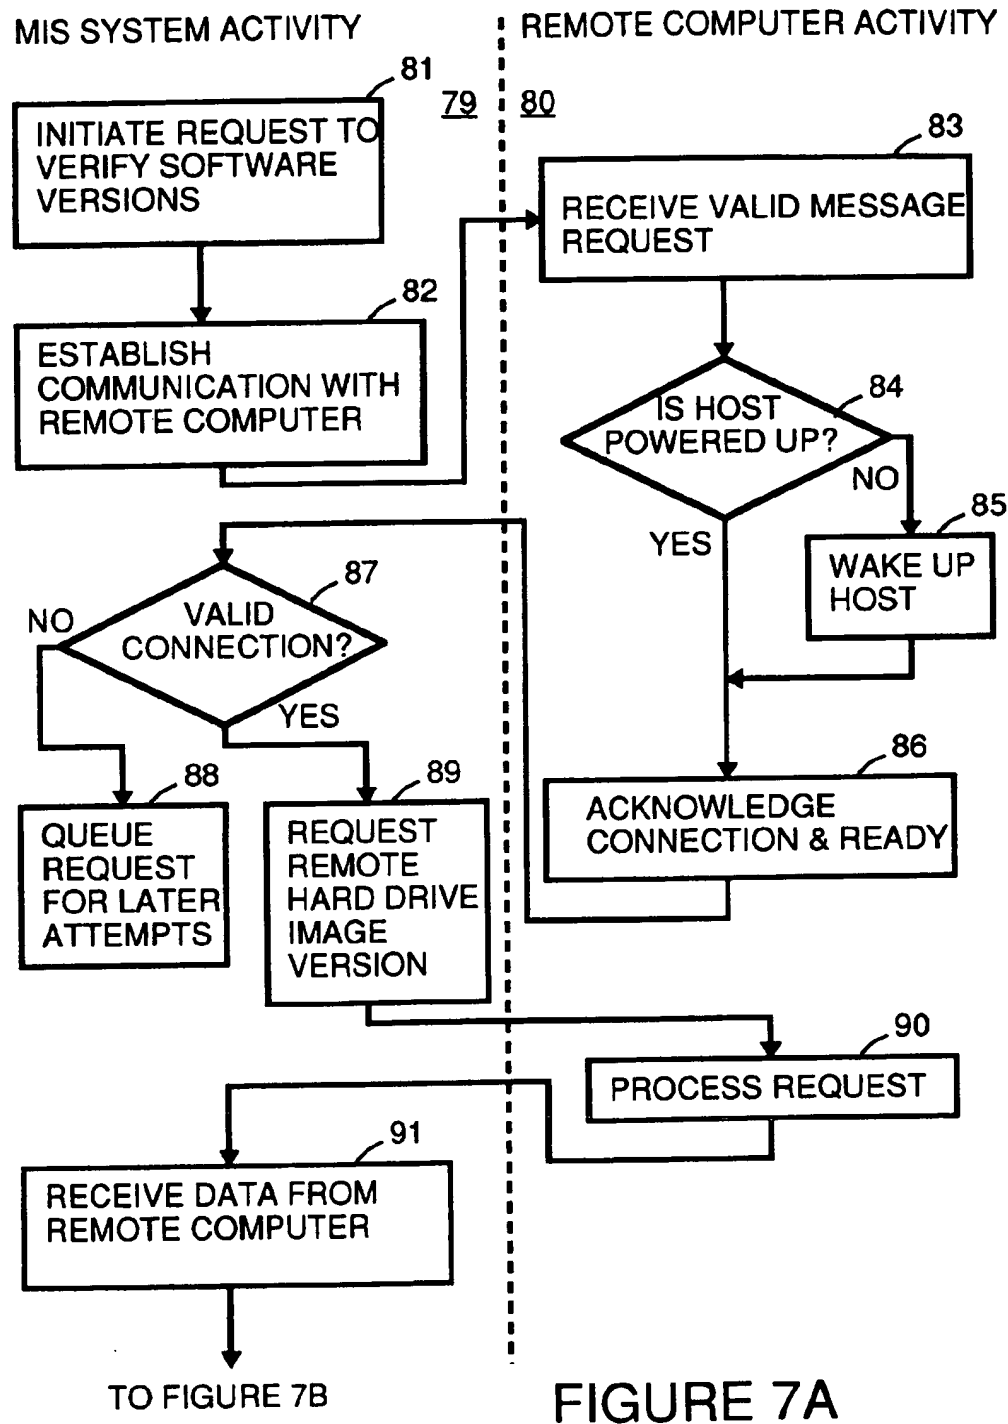 MIS SYSTEM ACTIVITY
REMOTE COMPUTER ACTIVITY
79
80
81
INITIATE REQUEST TO
VERIFY SOFTWARE
VERSIONS
82
ESTABLISH
COMMUNICATION WITH
REMOTE COMPUTER
83
RECEIVE VALID MESSAGE
REQUEST
84
IS HOST
POWERED UP?
NO
YES
85
WAKE UP
HOST
86
ACKNOWLEDGE
CONNECTION & READY
87
VALID
CONNECTION?
NO
YES
88
QUEUE
REQUEST
FOR LATER
ATTEMPTS
89
REQUEST
REMOTE
HARD DRIVE
IMAGE
VERSION
90
PROCESS REQUEST
91
RECEIVE DATA FROM
REMOTE COMPUTER
TO FIGURE 7B
FIGURE 7A